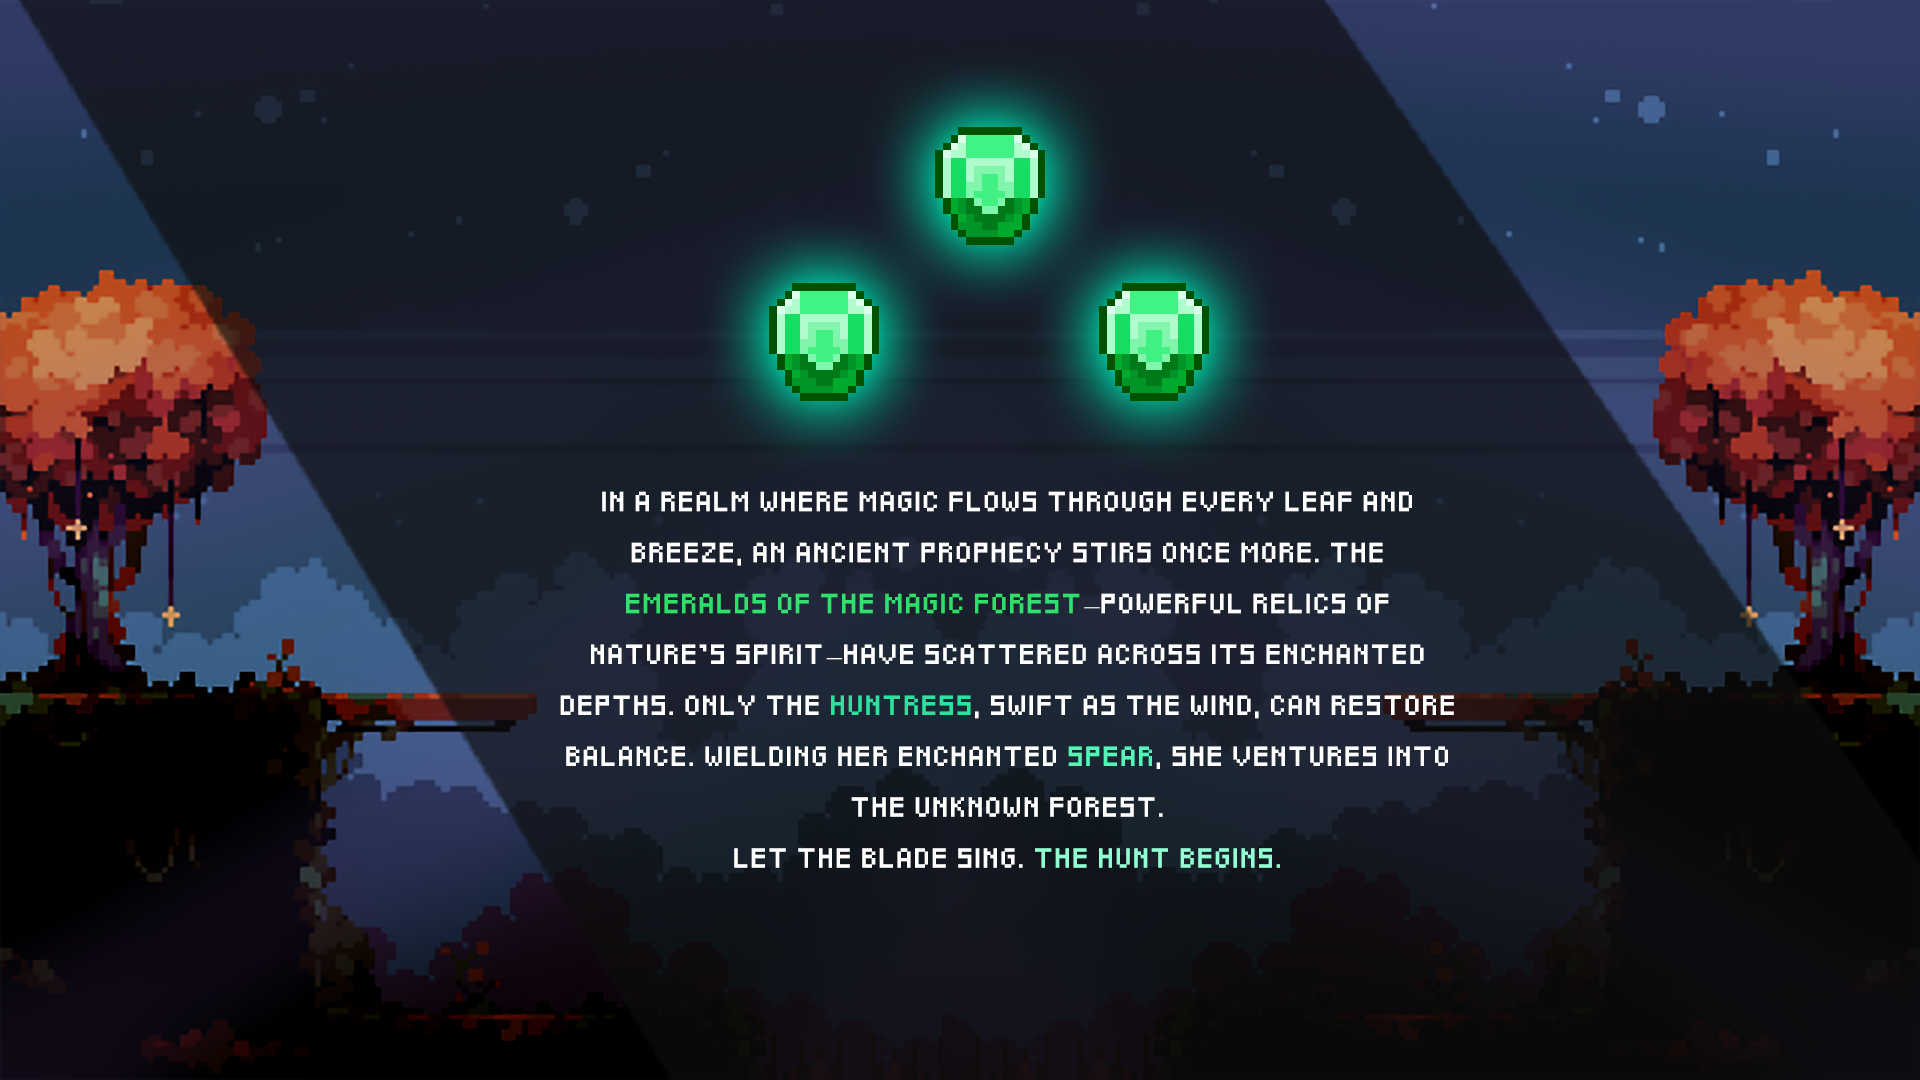 IN A REALM WHERE MAGIC FLOWS THROUGH EVERY LEAF AND
BREEZE, AN ANCIENT PROPHECY STIRS ONCE MORE. THE
EMERALDS OF THE MAGIC FOREST—POWERFUL RELICS OF
NATURE'S SPIRIT—HAVE SCATTERED ACROSS ITS ENCHANTED
DEPTHS. ONLY THE HUNTRESS, SWIFT AS THE WIND, CAN RESTORE
BALANCE. WIELDING HER ENCHANTED SPEAR, SHE VENTURES INTO
THE UNKNOWN FOREST.
LET THE BLADE SING. THE HUNT BEGINS.